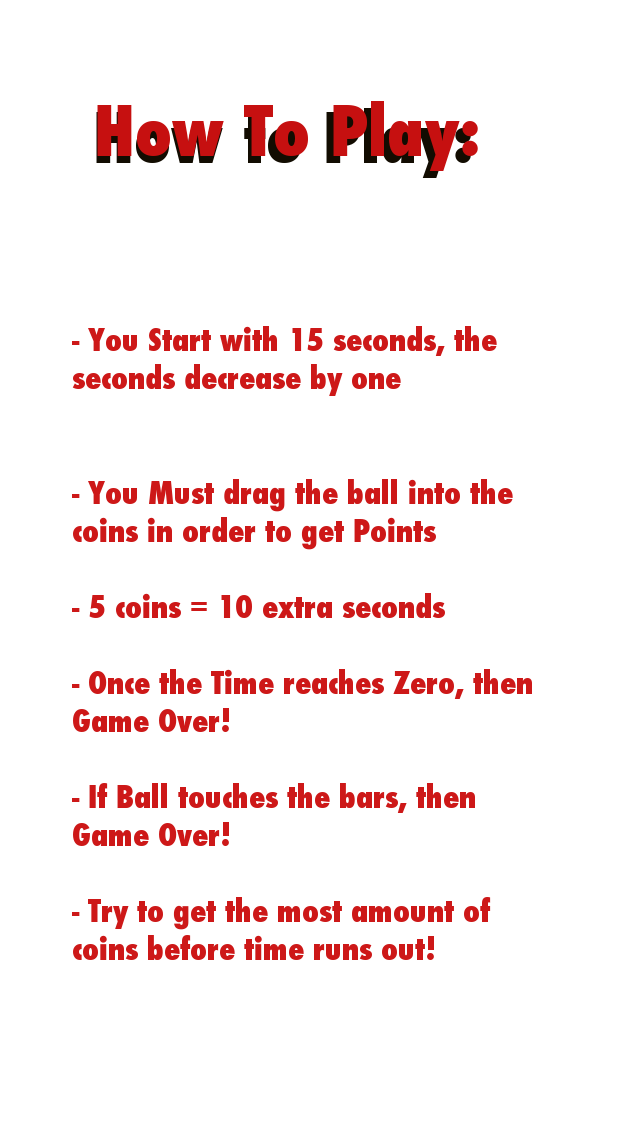 How To Play:
- You Start with 15 seconds, the
seconds decrease by one
- You Must drag the ball into the
coins in order to get Points
- 5 coins = 10 extra seconds
- Once the Time reaches Zero, then
Game Over!
- If Ball touches the bars, then
Game Over!
- Try to get the most amount of
coins before time runs out!